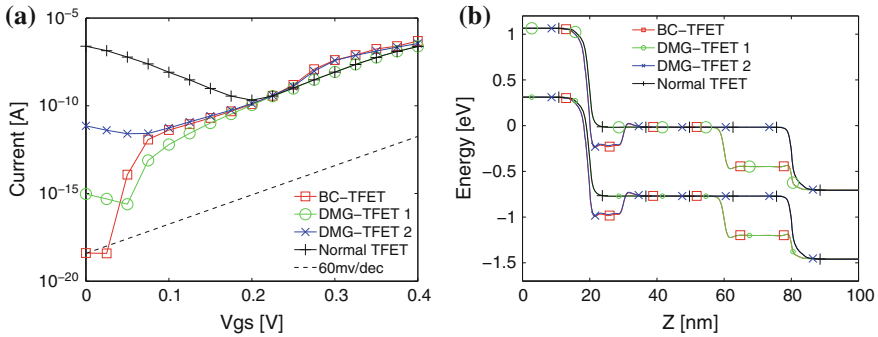 (a)
10^-5
10^-10
10^-15
10^-20
Current [A]
0
0.1
0.2
0.3
0.4
Vgs [V]
BC−TFET
DMG−TFET 1
DMG−TFET 2
Normal TFET
60mv/dec
(b)
1
0.5
0
−0.5
−1
−1.5
Energy [eV]
0
20
40
60
80
100
Z [nm]
BC−TFET
DMG−TFET 1
DMG−TFET 2
Normal TFET